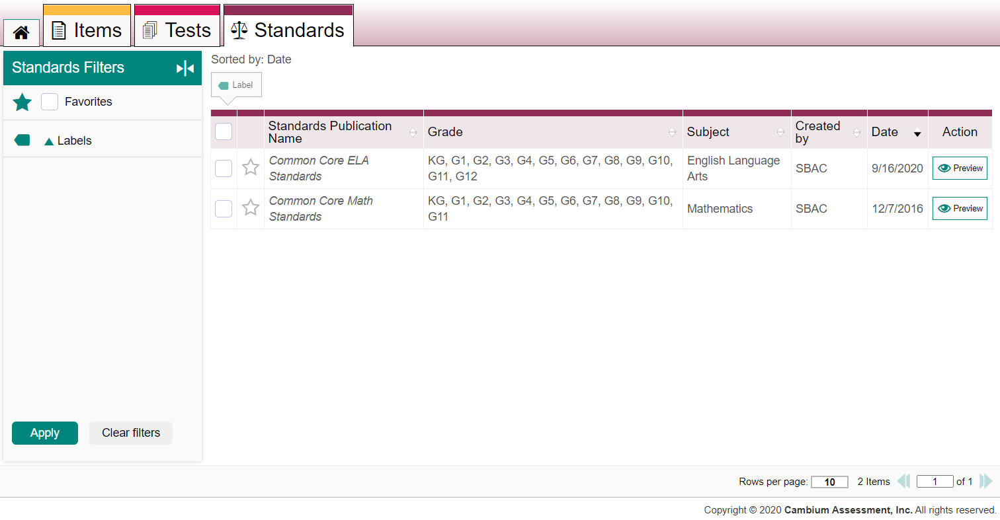 Items
Tests
Standards
Standards Filters
Favorites
Labels
Apply
Clear filters
Sorted by: Date
Label
Standards Publication
Name
Grade
Subject
Created
by
Date
Action
Common Core ELA
Standards
KG, G1, G2, G3, G4, G5, G6, G7, G8, G9, G10,
G11, G12
English Language
Arts
SBAC
9/16/2020
Preview
Common Core Math
Standards
KG, G1, G2, G3, G4, G5, G6, G7, G8, G9, G10,
G11
Mathematics
SBAC
12/7/2016
Preview
Rows per page: 10 2 Items 1 of 1
Copyright © 2020 Cambium Assessment, Inc. All rights reserved.